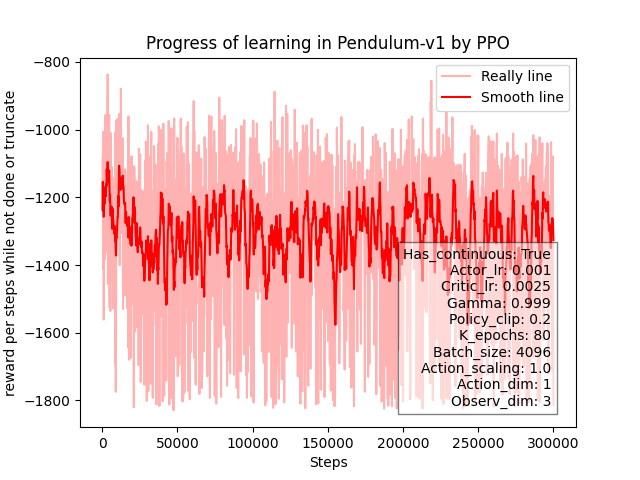 Progress of learning in Pendulum-v1 by PPO
reward per steps while not done or truncate
−800
−1000
−1200
−1400
−1600
−1800
Really line
Smooth line
Has_continuous: True
Actor_lr: 0.001
Critic_lr: 0.0025
Gamma: 0.999
Policy_clip: 0.2
K_epochs: 80
Batch_size: 4096
Action_scaling: 1.0
Action_dim: 1
Observ_dim: 3
0 50000 100000 150000 200000 250000 300000
Steps